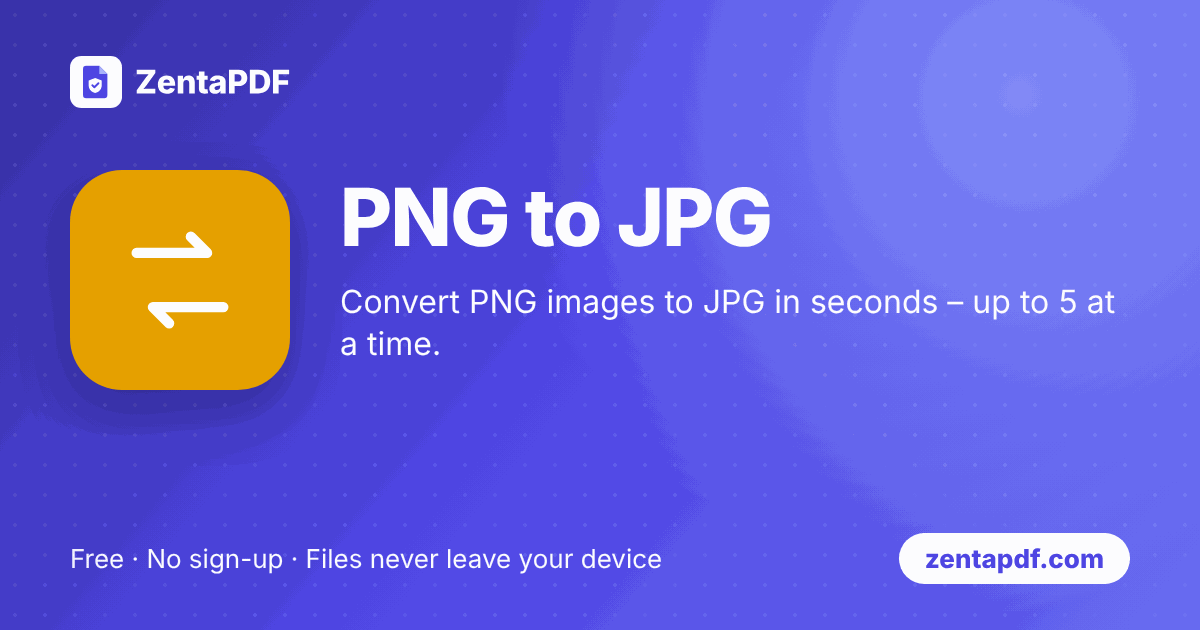 ZentaPDF
PNG to JPG
Convert PNG images to JPG in seconds – up to 5 at
a time.
Free · No sign-up · Files never leave your device
zentapdf.com